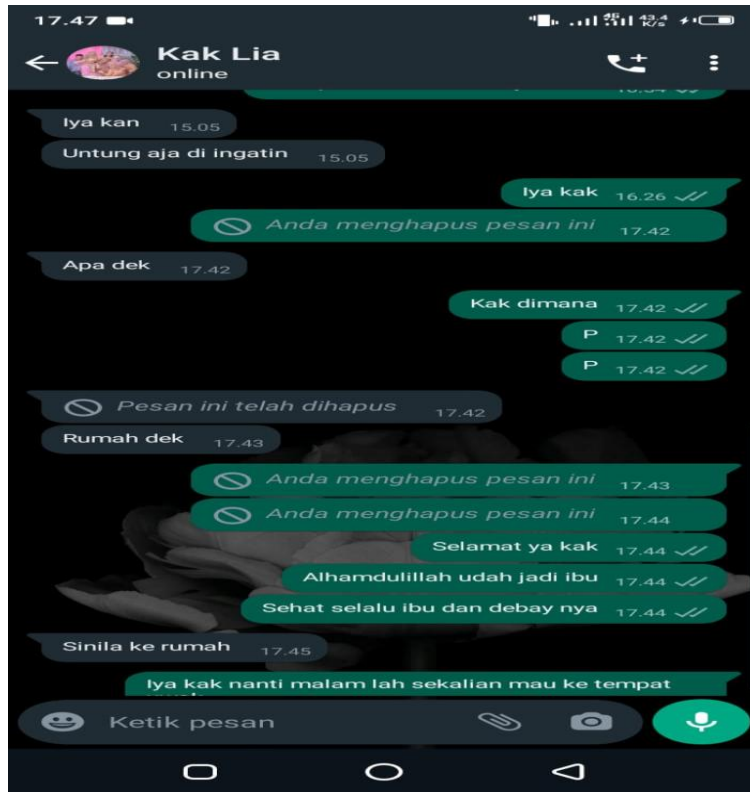 17.47
4G 43.4 K/s
Kak Lia
online
Iya kan 15.05
Untung aja di ingatin 15.05
Iya kak 16.26
Anda menghapus pesan ini 17.42
Apa dek 17.42
Kak dimana 17.42
P 17.42
P 17.42
Pesan ini telah dihapus 17.42
Rumah dek 17.43
Anda menghapus pesan ini 17.43
Anda menghapus pesan ini 17.44
Selamat ya kak 17.44
Alhamdulillah udah jadi ibu 17.44
Sehat selalu ibu dan debay nya 17.44
Sinila ke rumah 17.45
Iya kak nanti malam lah sekalian mau ke tempat
Ketik pesan